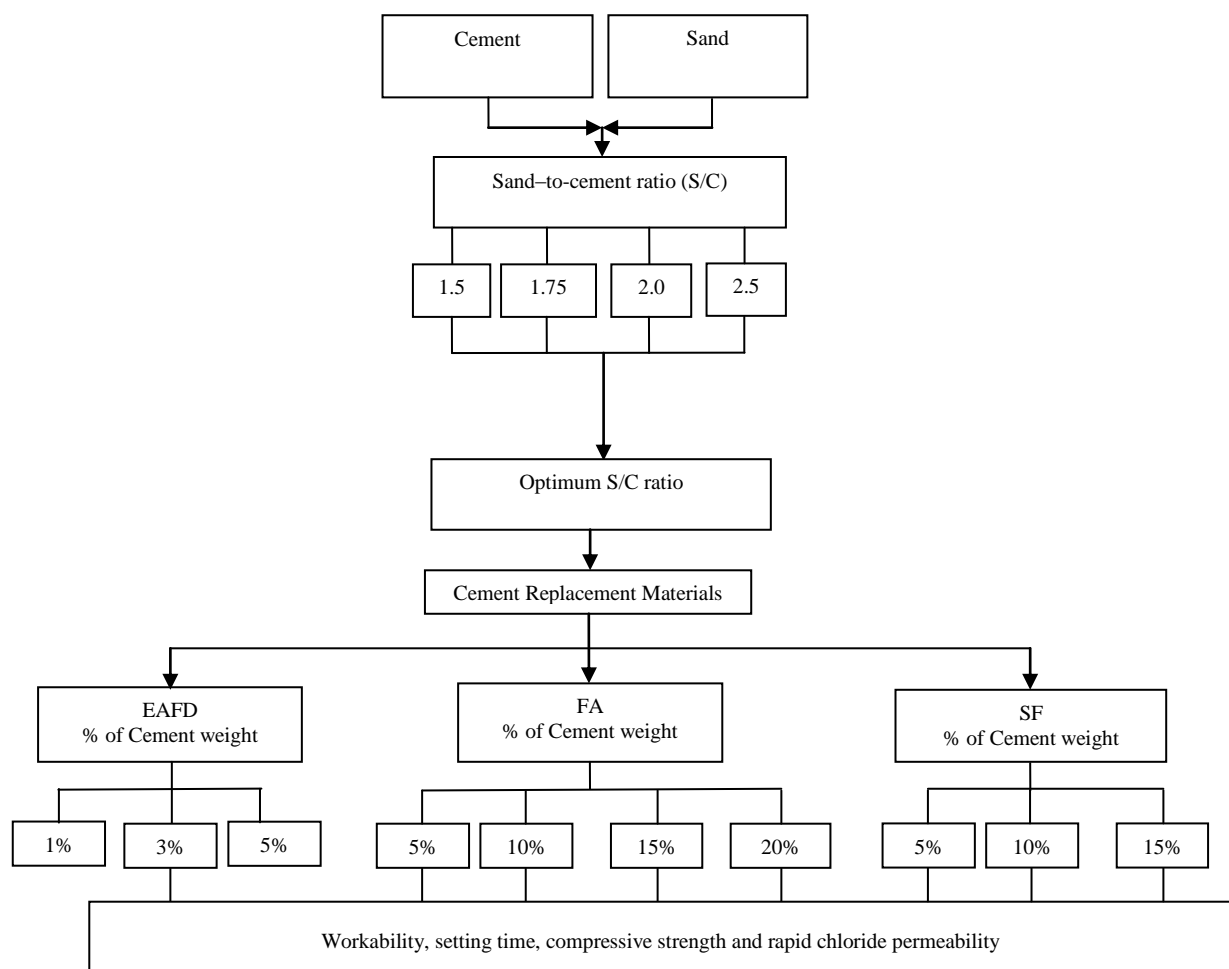 Cement
Sand
Sand–to-cement ratio (S/C)
1.5
1.75
2.0
2.5
Optimum S/C ratio
Cement Replacement Materials
EAFD
% of Cement weight
FA
% of Cement weight
SF
% of Cement weight
1%
3%
5%
5%
10%
15%
20%
5%
10%
15%
Workability, setting time, compressive strength and rapid chloride permeability